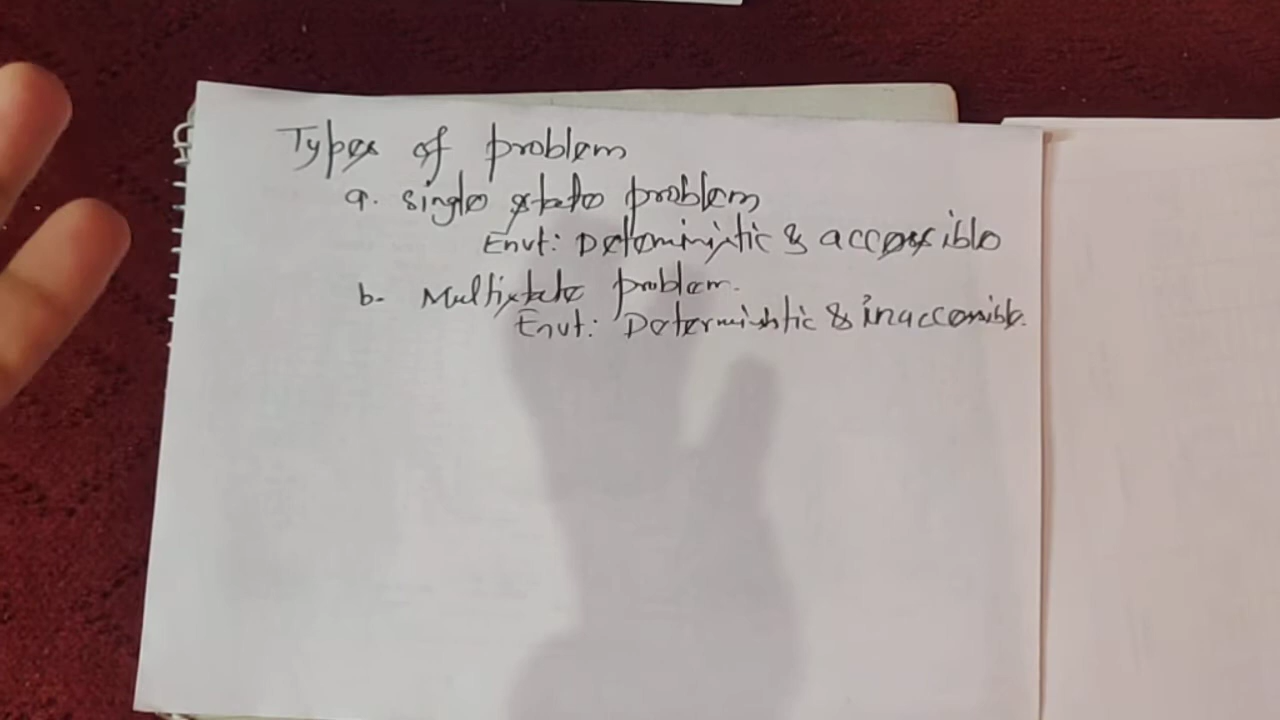 Types of problem
a. single state problem
Envt: Deterministic & accessible
b. Multistate problem.
Envt: Deterministic & inaccessible.